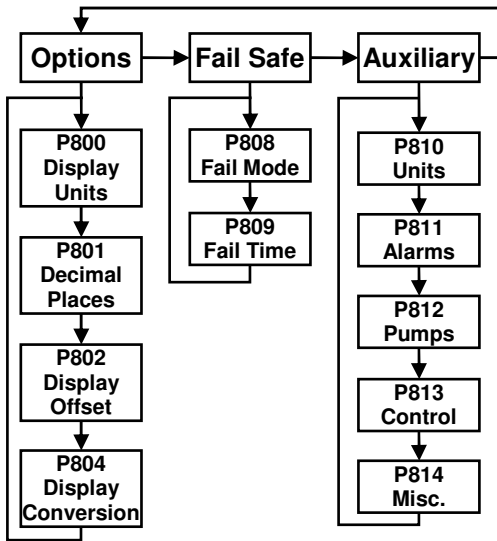 Options
Fail Safe
Auxiliary
P800
Display
Units
P801
Decimal
Places
P802
Display
Offset
P804
Display
Conversion
P808
Fail Mode
P809
Fail Time
P810
Units
P811
Alarms
P812
Pumps
P813
Control
P814
Misc.